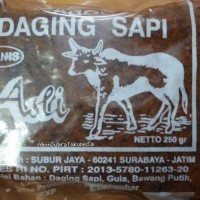 DAGING SAPI
Asli
NETTO 250 gr
SUBUR JAYA - 60241 SURABAYA - JATIM
RI NO. PIRT : 2013-5780-11263-20
Bahan : Daging Sapi, Gula, Bawang Putih,